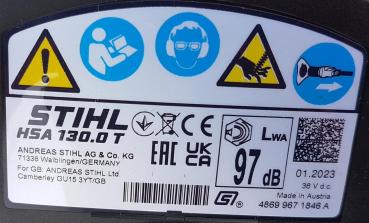 STIHL
HSA 130.0 T
ANDREAS STIHL AG & Co. KG
71336 Waiblingen/GERMANY
For GB: ANDREAS STIHL Ltd.
Camberley GU15 3YT/GB
EAC UK CA
LWA
97 dB
01.2023
36 V d.c.
Made in Austria
4869 967 1846 A